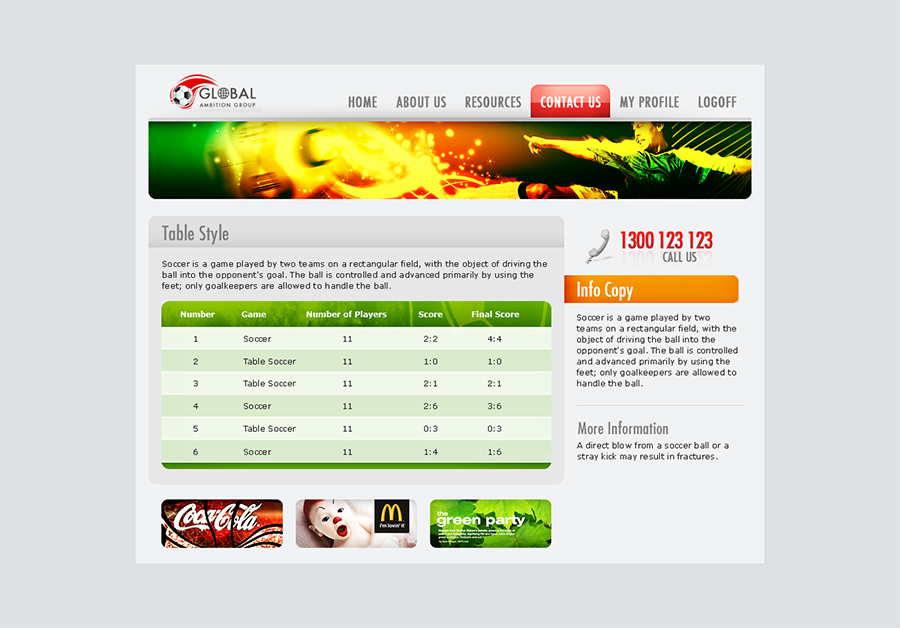 GLOBAL
AMBITION GROUP
HOME ABOUT US RESOURCES CONTACT US MY PROFILE LOGOFF
Table Style
Soccer is a game played by two teams on a rectangular field, with the object of driving the
ball into the opponent's goal. The ball is controlled and advanced primarily by using the
feet; only goalkeepers are allowed to handle the ball.
Number Game Number of Players Score Final Score
1 Soccer 11 2:2 4:4
2 Table Soccer 11 1:0 1:0
3 Table Soccer 11 2:1 2:1
4 Soccer 11 2:6 3:6
5 Table Soccer 11 0:3 0:3
6 Soccer 11 1:4 1:6
1300 123 123
CALL US
Info Copy
Soccer is a game played by two
teams on a rectangular field, with the
object of driving the ball into the
opponent's goal. The ball is controlled
and advanced primarily by using the
feet; only goalkeepers are allowed to
handle the ball.
More Information
A direct blow from a soccer ball or a
stray kick may result in fractures.
Coca-Cola
M
i'm lovin' it
the
green party